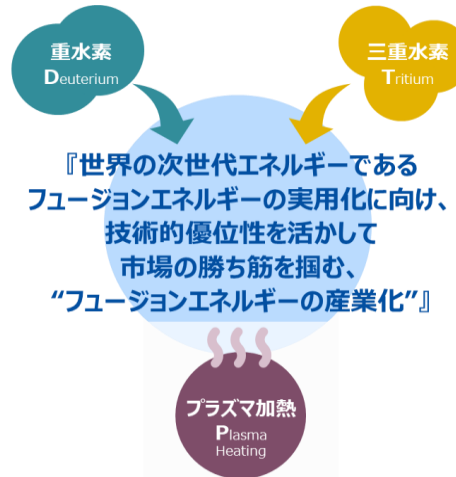 重水素
Deuterium
三重水素
Tritium
『世界の次世代エネルギーである
フュージョンエネルギーの実用化に向け、
技術的優位性を活かして
市場の勝ち筋を掴む、
“フュージョンエネルギーの産業化”』
プラズマ加熱
Plasma
Heating